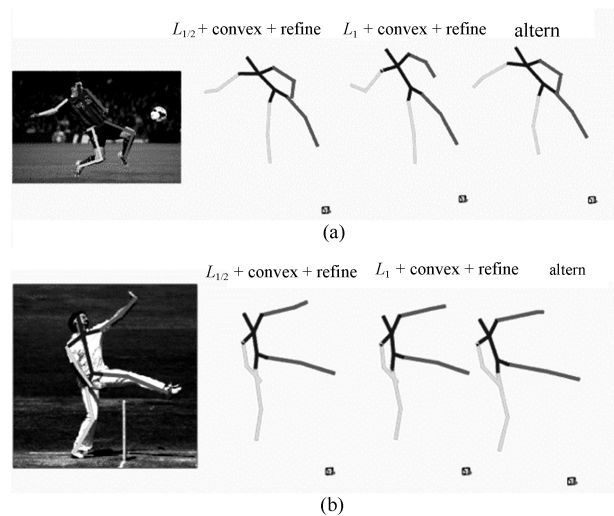 L1/2 + convex + refine L1 + convex + refine altern
(a)
L1/2 + convex + refine L1 + convex + refine altern
(b)